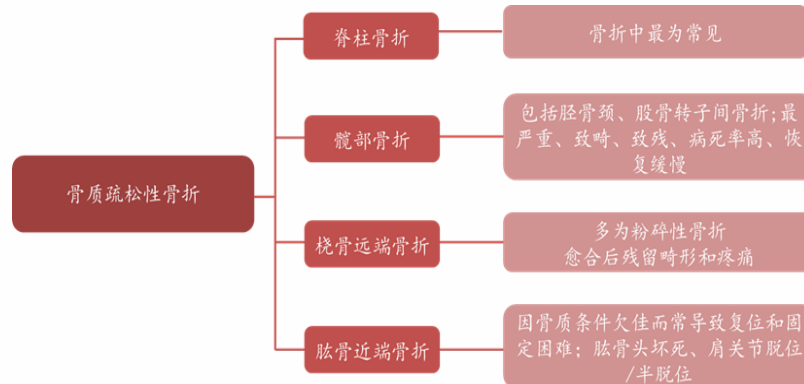 骨质疏松性骨折
脊柱骨折
骨折中最为常见
髋部骨折
包括胫骨颈、股骨转子间骨折;最
严重、致畸、致残、病死率高、恢
复缓慢
桡骨远端骨折
多为粉碎性骨折
愈合后残留畸形和疼痛
肱骨近端骨折
因骨质条件欠佳而常导致复位和固
定困难；肱骨头坏死、肩关节脱位
/半脱位